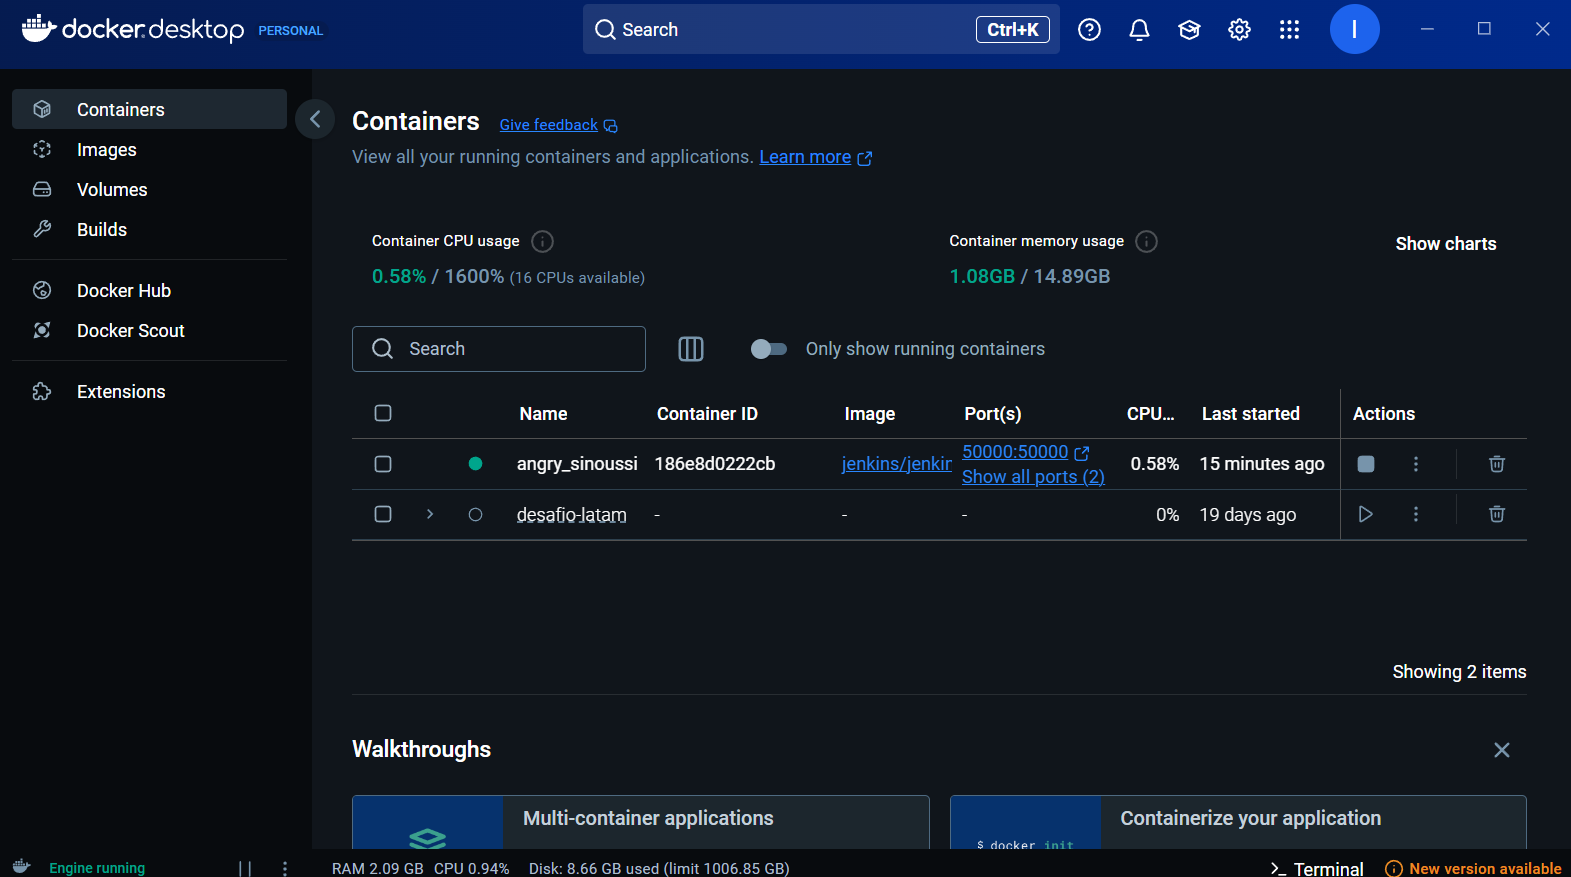 docker.desktop PERSONAL
Search Ctrl+K
I
Containers
Images
Volumes
Builds
Docker Hub
Docker Scout
Extensions
Containers Give feedback
View all your running containers and applications. Learn more
Container CPU usage
0.58% / 1600% (16 CPUs available)
Container memory usage
1.08GB / 14.89GB
Show charts
Search
Only show running containers
Name Container ID Image Port(s) CPU... Last started Actions
angry_sinoussi 186e8d0222cb jenkins/jenkin 50000:50000 0.58% 15 minutes ago
Show all ports (2)
desafio-latam - - - 0% 19 days ago
Showing 2 items
Walkthroughs
Multi-container applications
Containerize your application
$ docker init
Engine running
RAM 2.09 GB CPU 0.94% Disk: 8.66 GB used (limit 1006.85 GB)
Terminal
New version available